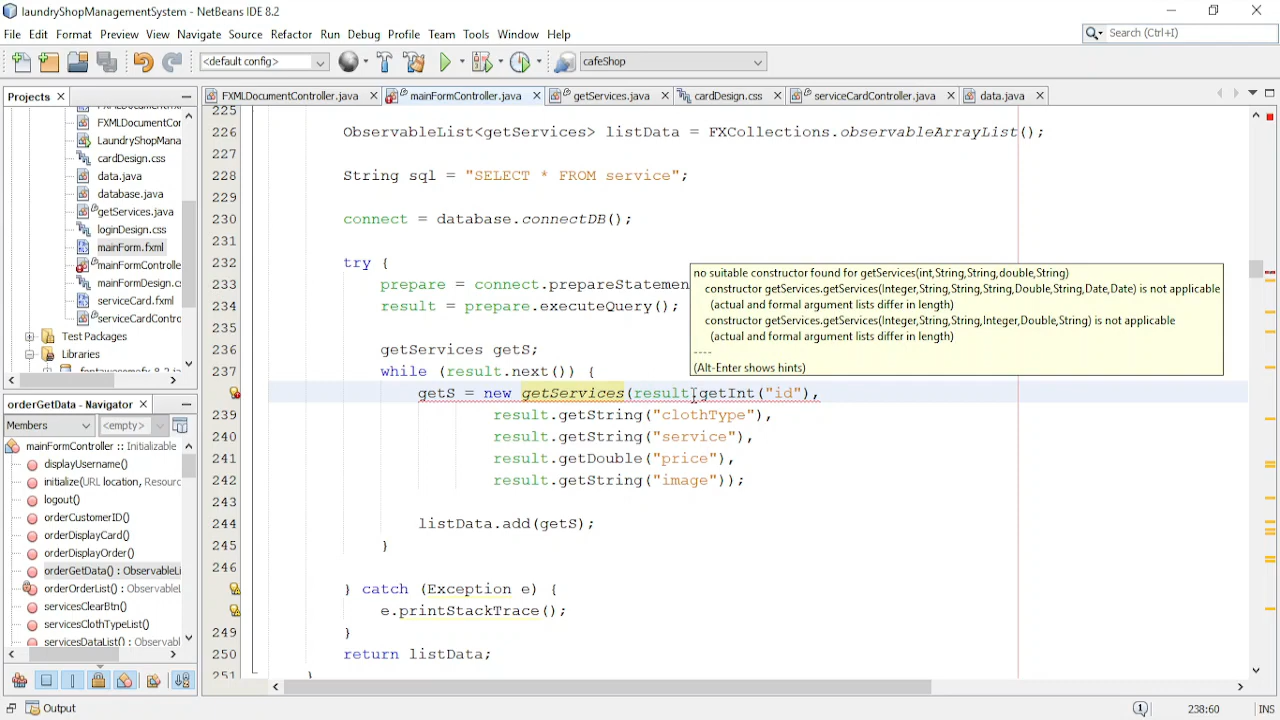 laundryShopManagementSystem - NetBeans IDE 8.2
File Edit Format Preview View Navigate Source Refactor Run Debug Profile Team Tools Window Help
Search (Ctrl+I)
<default config>
cafeShop
Projects
FXMLDocumentController.java mainFormController.java getServices.java cardDesign.css serviceCardController.java data.java
FXMLDocumentCor
LaundryShopMana
cardDesign.css
data.java
database.java
getServices.java
loginDesign.css
mainForm.fxml
mainFormControlle
mainFormDesign.c
serviceCard.fxml
serviceCardContro
Test Packages
Libraries
orderGetData() - Navigator
Members
<empty>
mainFormController :: Initializable
displayUsername()
initialize(URL location, Resourc
logout()
orderCustomerID()
orderDisplayCard()
orderDisplayOrder()
orderGetData() : ObservableLi
orderOrderList() : Observable
servicesClearBtn()
servicesClothTypeList()
servicesDataList() : Observabl
225
226 ObservableList<getServices> listData = FXCollections.observableArrayList();
227
228 String sql = "SELECT * FROM service";
229
230 connect = database.connectDB();
231
232 try {
233 prepare = connect.prepareStatemen
234 result = prepare.executeQuery();
235
236 getServices getS;
237 while (result.next()) {
getS = new getServices(result.getInt("id"),
239 result.getString("clothType"),
240 result.getString("service"),
241 result.getDouble("price"),
242 result.getString("image"));
243
244 listData.add(getS);
245 }
246
} catch (Exception e) {
e.printStackTrace();
249 }
250 return listData;
251 }
no suitable constructor found for getServices(int,String,String,double,String)
constructor getServices.getServices(Integer,String,String,String,Double,String,Date,Date) is not applicable
(actual and formal argument lists differ in length)
constructor getServices.getServices(Integer,String,String,Integer,Double,String) is not applicable
(actual and formal argument lists differ in length)
----
(Alt-Enter shows hints)
Output
1
238:60
INS